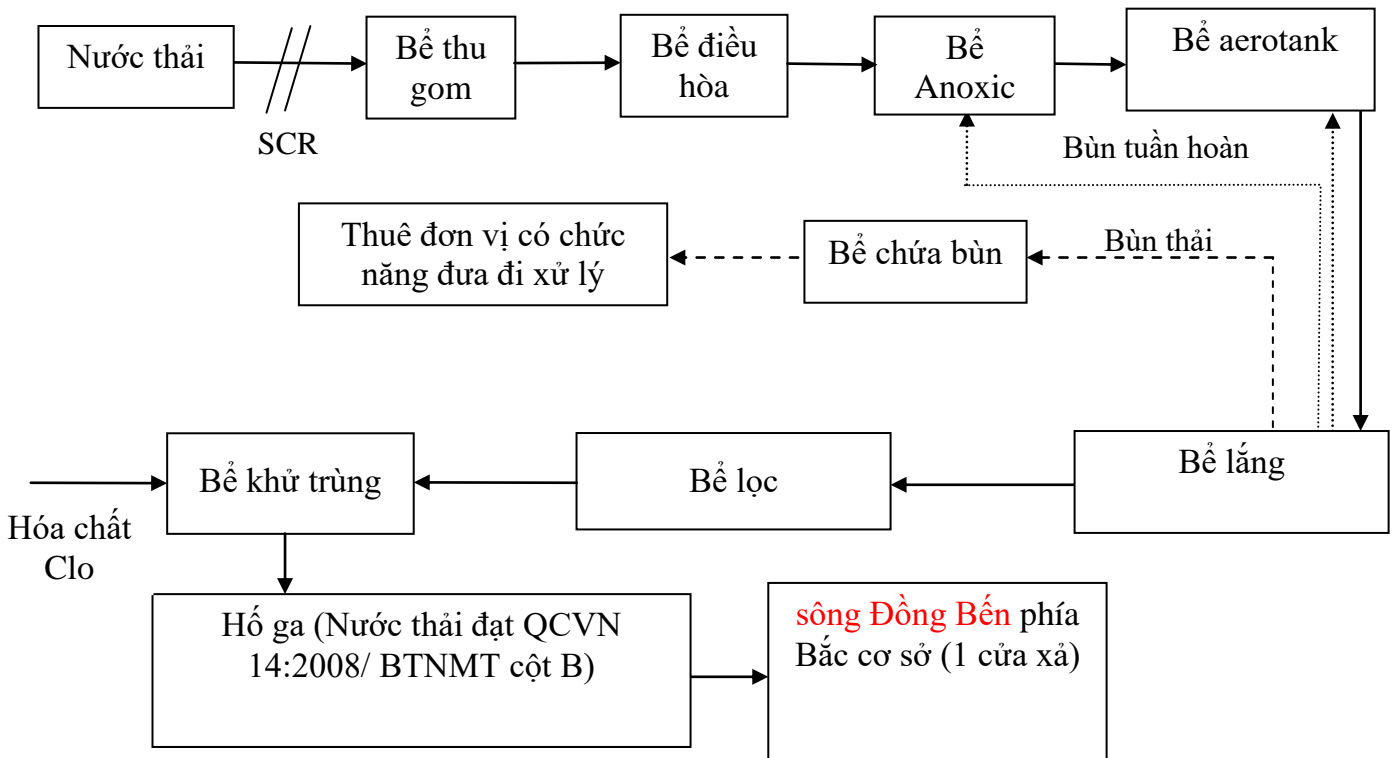 Nước thải
SCR
Bể thu
gom
Bể điều
hòa
Bể
Anoxic
Bể aerotank
Bùn tuần hoàn
Thuê đơn vị có chức
năng đưa đi xử lý
Bể chứa bùn
Bùn thải
Hóa chất
Clo
Bể khử trùng
Bể lọc
Bể lắng
Hố ga (Nước thải đạt QCVN
14:2008/ BTNMT cột B)
sông Đồng Bến phía
Bắc cơ sở (1 cửa xả)